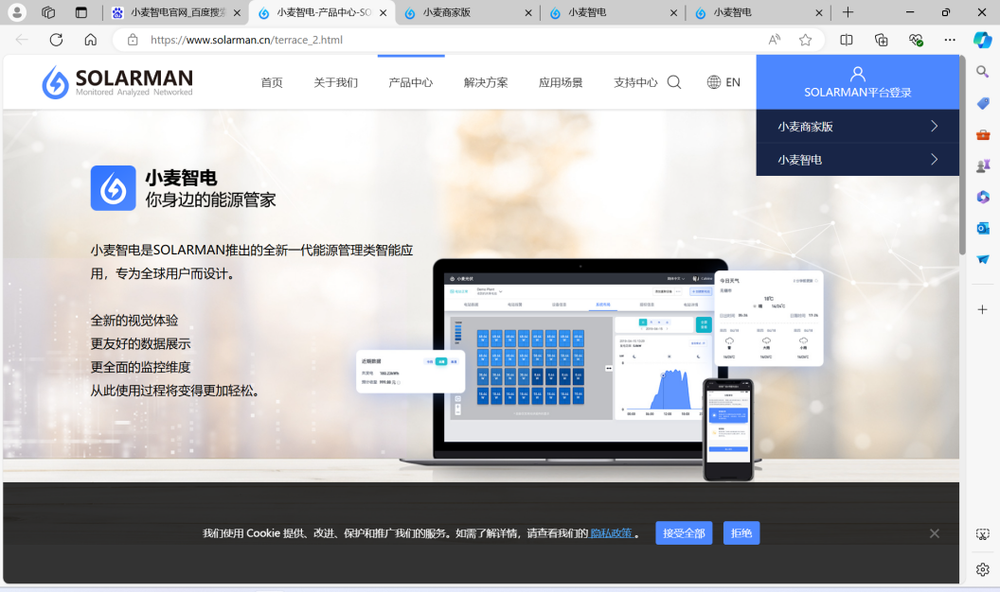 小麦智电官网_百度搜索
小麦智电-产品中心-SO
小麦商家版
小麦智电
小麦智电
https://www.solarman.cn/terrace_2.html
SOLARMAN
Monitored Analyzed Networked
首页
关于我们
产品中心
解决方案
应用场景
支持中心
EN
SOLARMAN平台登录
小麦商家版
小麦智电
小麦智电
你身边的能源管家
小麦智电是SOLARMAN推出的全新一代能源管理类智能应
用，专为全球用户而设计。
全新的视觉体验
更友好的数据展示
更全面的监控维度
从此使用过程将变得更加轻松。
近期数据
今日天气
我们使用 Cookie 提供、改进、保护和推广我们的服务。如需了解详情，请查看我们的 隐私政策 。
接受全部
拒绝